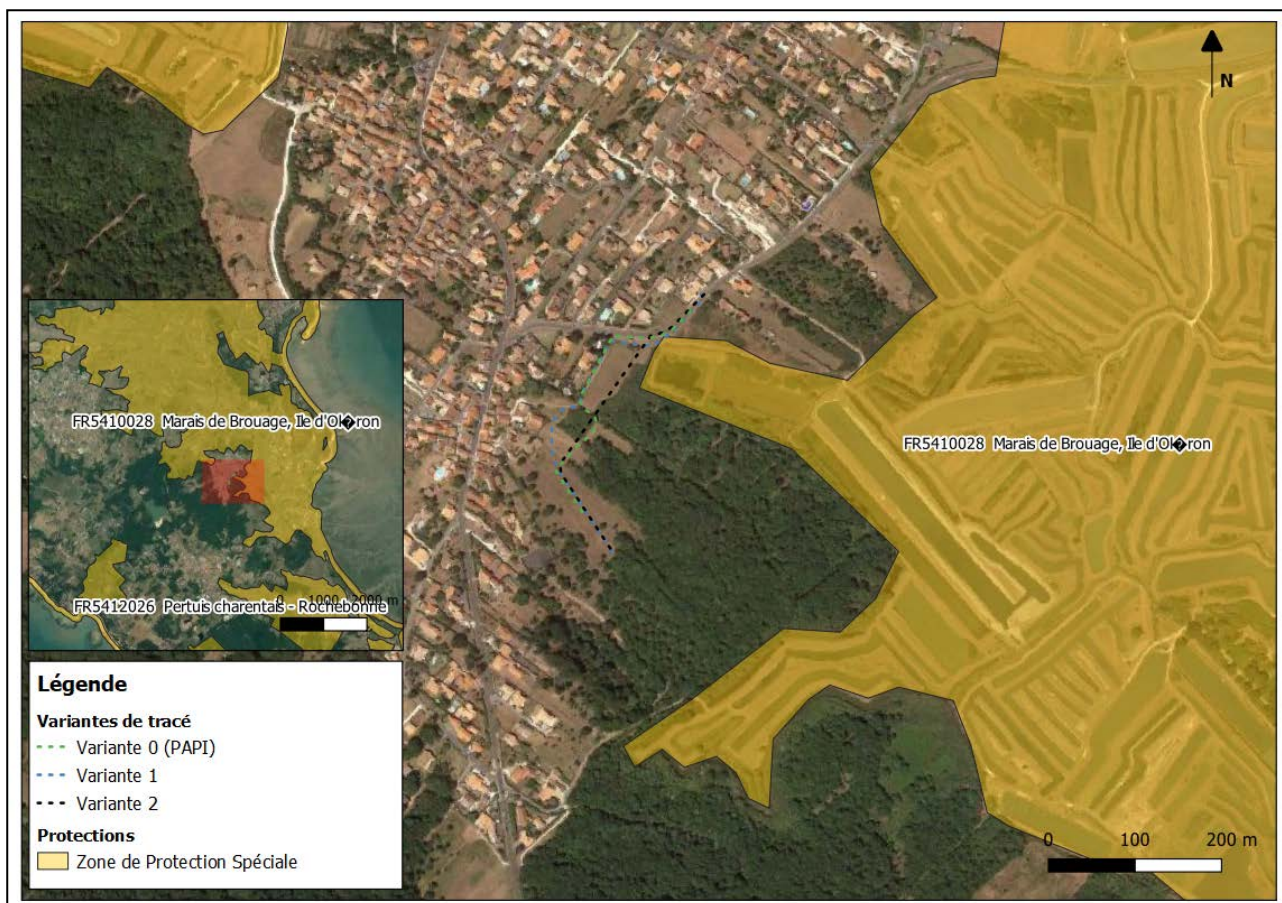 N
FR5410028 Marais de Brouage, Ile d'Ol�ron
FR5410028 Marais de Brouage, Ile d'Ol�ron
0 1000 2000 m
FR5412026 Pertuis charentais - Rochebonne
Légende
Variantes de tracé
Variante 0 (PAPI)
Variante 1
Variante 2
Protections
Zone de Protection Spéciale
0 100 200 m